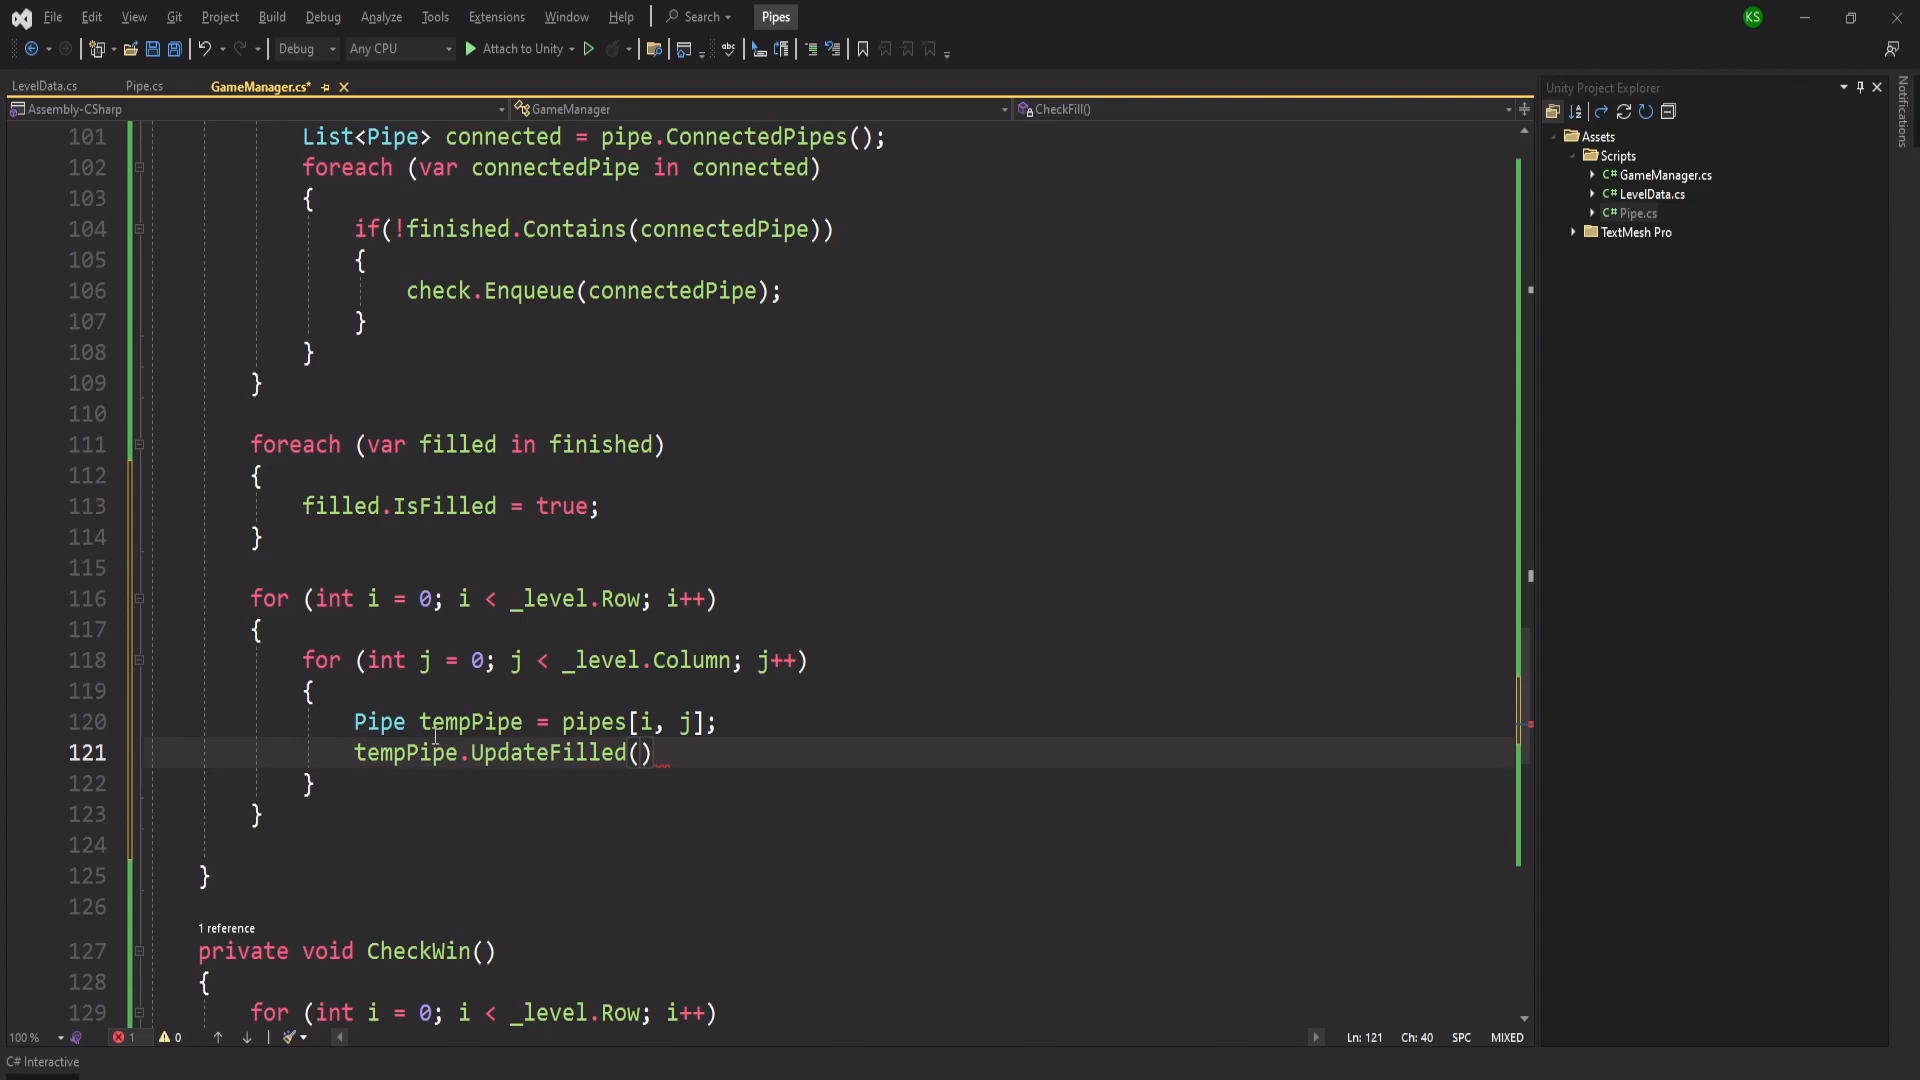 File Edit View Git Project Build Debug Analyze Tools Extensions Window Help Search Pipes KS
Debug Any CPU Attach to Unity
LevelData.cs Pipe.cs GameManager.cs*
Assembly-CSharp GameManager CheckFill()
101 List<Pipe> connected = pipe.ConnectedPipes();
102 foreach (var connectedPipe in connected)
103 {
104 if(!finished.Contains(connectedPipe))
105 {
106 check.Enqueue(connectedPipe);
107 }
108 }
109 }
110
111 foreach (var filled in finished)
112 {
113 filled.IsFilled = true;
114 }
115
116 for (int i = 0; i < _level.Row; i++)
117 {
118 for (int j = 0; j < _level.Column; j++)
119 {
120 Pipe tempPipe = pipes[i, j];
121 tempPipe.UpdateFilled()
122 }
123 }
124
125 }
126
1 reference
127 private void CheckWin()
128 {
129 for (int i = 0; i < _level.Row; i++)
100 % 1 0 Ln: 121 Ch: 40 SPC MIXED
C# Interactive
Unity Project Explorer
Assets
Scripts
C# GameManager.cs
C# LevelData.cs
C# Pipe.cs
TextMesh Pro
Notifications